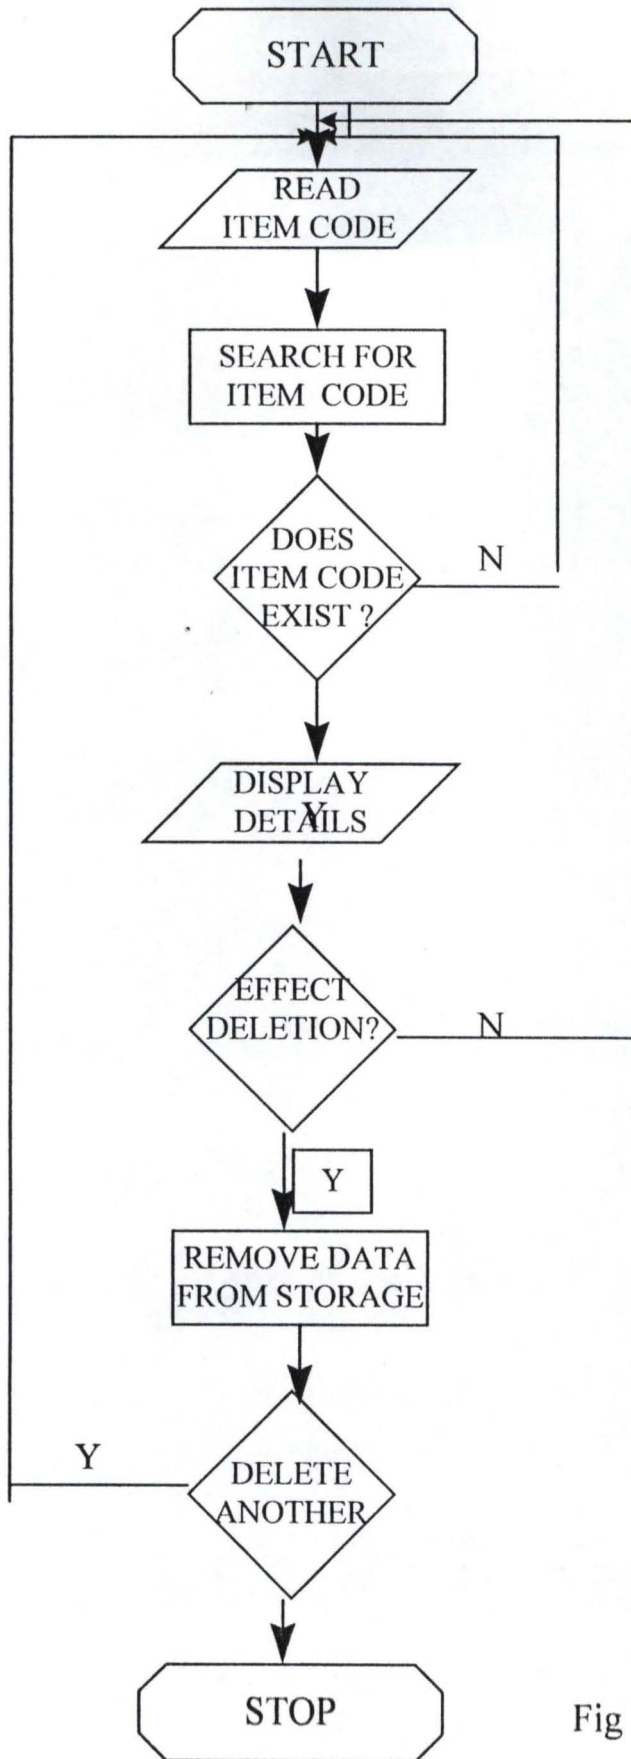 START
READ
ITEM CODE
SEARCH FOR
ITEM CODE
DOES
ITEM CODE
EXIST ?
N
DISPLAY
DETAILS
Y
EFFECT
DELETION?
N
Y
REMOVE DATA
FROM STORAGE
Y
DELETE
ANOTHER
STOP
Fig